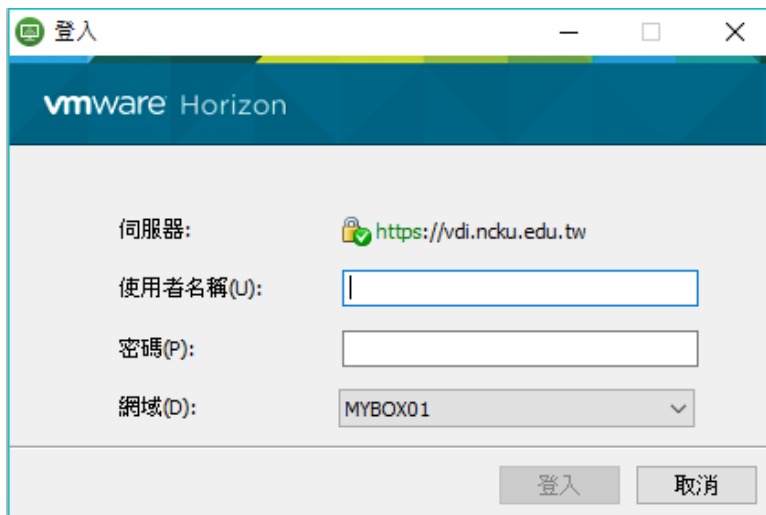 登入
vmware Horizon
伺服器: https://vdi.ncku.edu.tw
使用者名稱(U):
密碼(P):
網域(D): MYBOX01
登入 取消